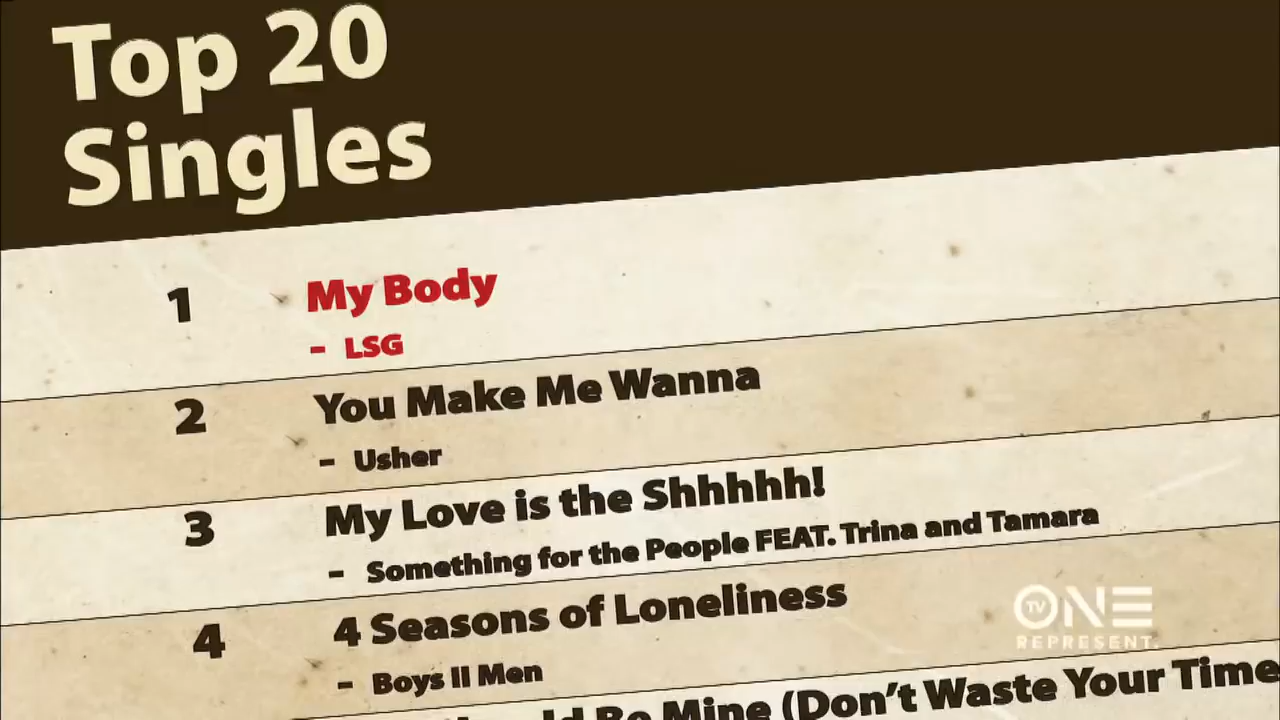 Top 20
Singles
1
My Body
- LSG
2
You Make Me Wanna
- Usher
3
My Love is the Shhhhh!
- Something for the People FEAT. Trina and Tamara
4
4 Seasons of Loneliness
- Boys II Men
Be Mine (Don't Waste Your Time
TV ONE
REPRESENT.